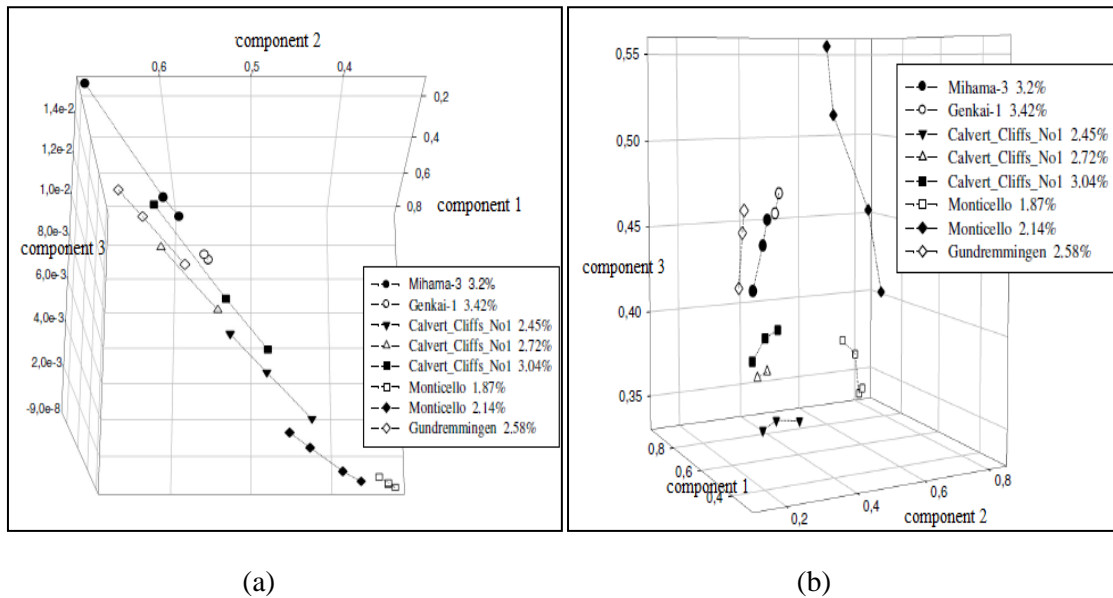 component 2
0,6 0,5 0,4
0,2
0,4
0,6
0,8
component 1
1,4e-2
1,2e-2
1,0e-2
8,0e-3
component 3
6,0e-3
4,0e-3
2,0e-3
-9,0e-8
Mihama-3 3.2%
Genkai-1 3.42%
Calvert_Cliffs_No1 2.45%
Calvert_Cliffs_No1 2.72%
Calvert_Cliffs_No1 3.04%
Monticello 1.87%
Monticello 2.14%
Gundremmingen 2.58%
(a)
0,55
0,50
0,45
component 3
0,40
0,35
0,8
0,6
component 1
0,4
0,2 0,4 0,6 0,8
component 2
Mihama-3 3.2%
Genkai-1 3.42%
Calvert_Cliffs_No1 2.45%
Calvert_Cliffs_No1 2.72%
Calvert_Cliffs_No1 3.04%
Monticello 1.87%
Monticello 2.14%
Gundremmingen 2.58%
(b)